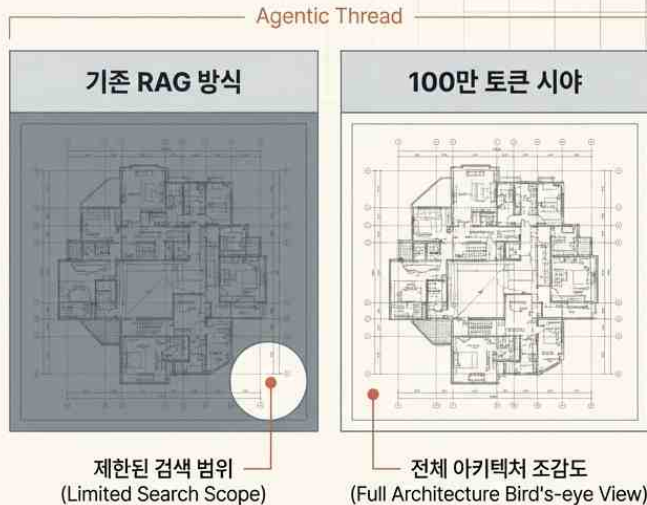 Agentic Thread
기존 RAG 방식
100만 토큰 시야
제한된 검색 범위
(Limited Search Scope)
전체 아키텍처 조감도
(Full Architecture Bird's-eye View)